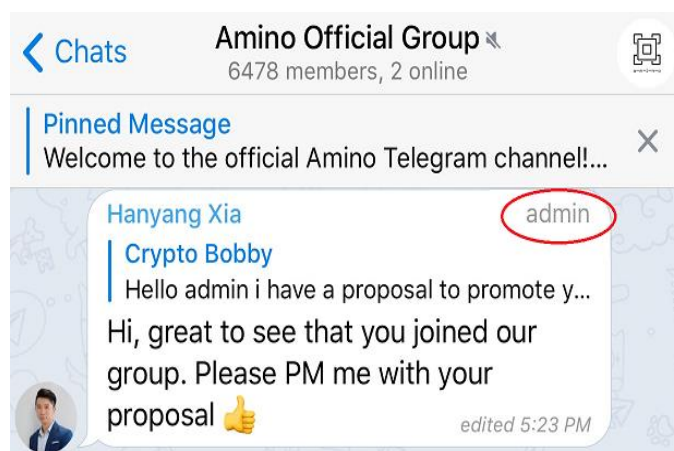 Chats
Amino Official Group
6478 members, 2 online
Pinned Message
Welcome to the official Amino Telegram channel!...
Hanyang Xia
admin
Crypto Bobby
Hello admin i have a proposal to promote y...
Hi, great to see that you joined our
group. Please PM me with your
proposal 👍
edited 5:23 PM